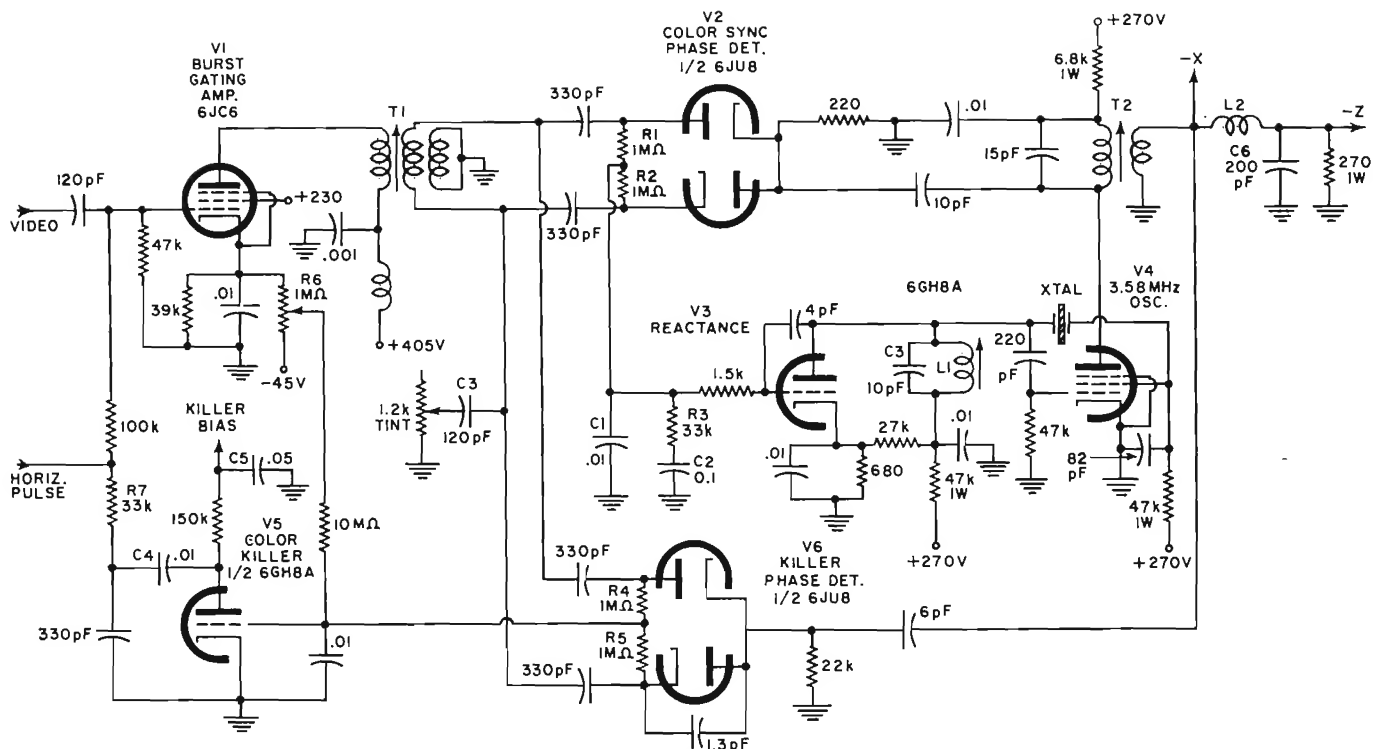 V1
BURST
GATING
AMP.
6JC6
120pF
VIDEO
47k
+230
.001
39k
.01
R6
1MΩ
-45V
+405V
T1
330pF
330pF
R1
1MΩ
R2
1MΩ
V2
COLOR SYNC
PHASE DET.
1/2 6JU8
220
.01
15pF
10pF
+270V
6.8k
1W
T2
-X
L2
-Z
C6
200
pF
270
1W
100k
HORIZ.
PULSE
R7
33k
KILLER
BIAS
C5
.05
150k
C4
.01
V5
COLOR
KILLER
1/2 6GH8A
330pF
10MΩ
.01
1.2k
TINT
C3
120pF
C1
.01
R3
33k
C2
0.1
1.5k
V3
REACTANCE
4pF
6GH8A
C3
10pF
L1
.01
680
27k
.01
47k
1W
+270V
220
pF
47k
XTAL
V4
3.58MHz
OSC.
82
pF
47k
1W
+270V
330pF
R4
1MΩ
R5
1MΩ
330pF
V6
KILLER
PHASE DET.
1/2 6JU8
6pF
22k
1.3pF